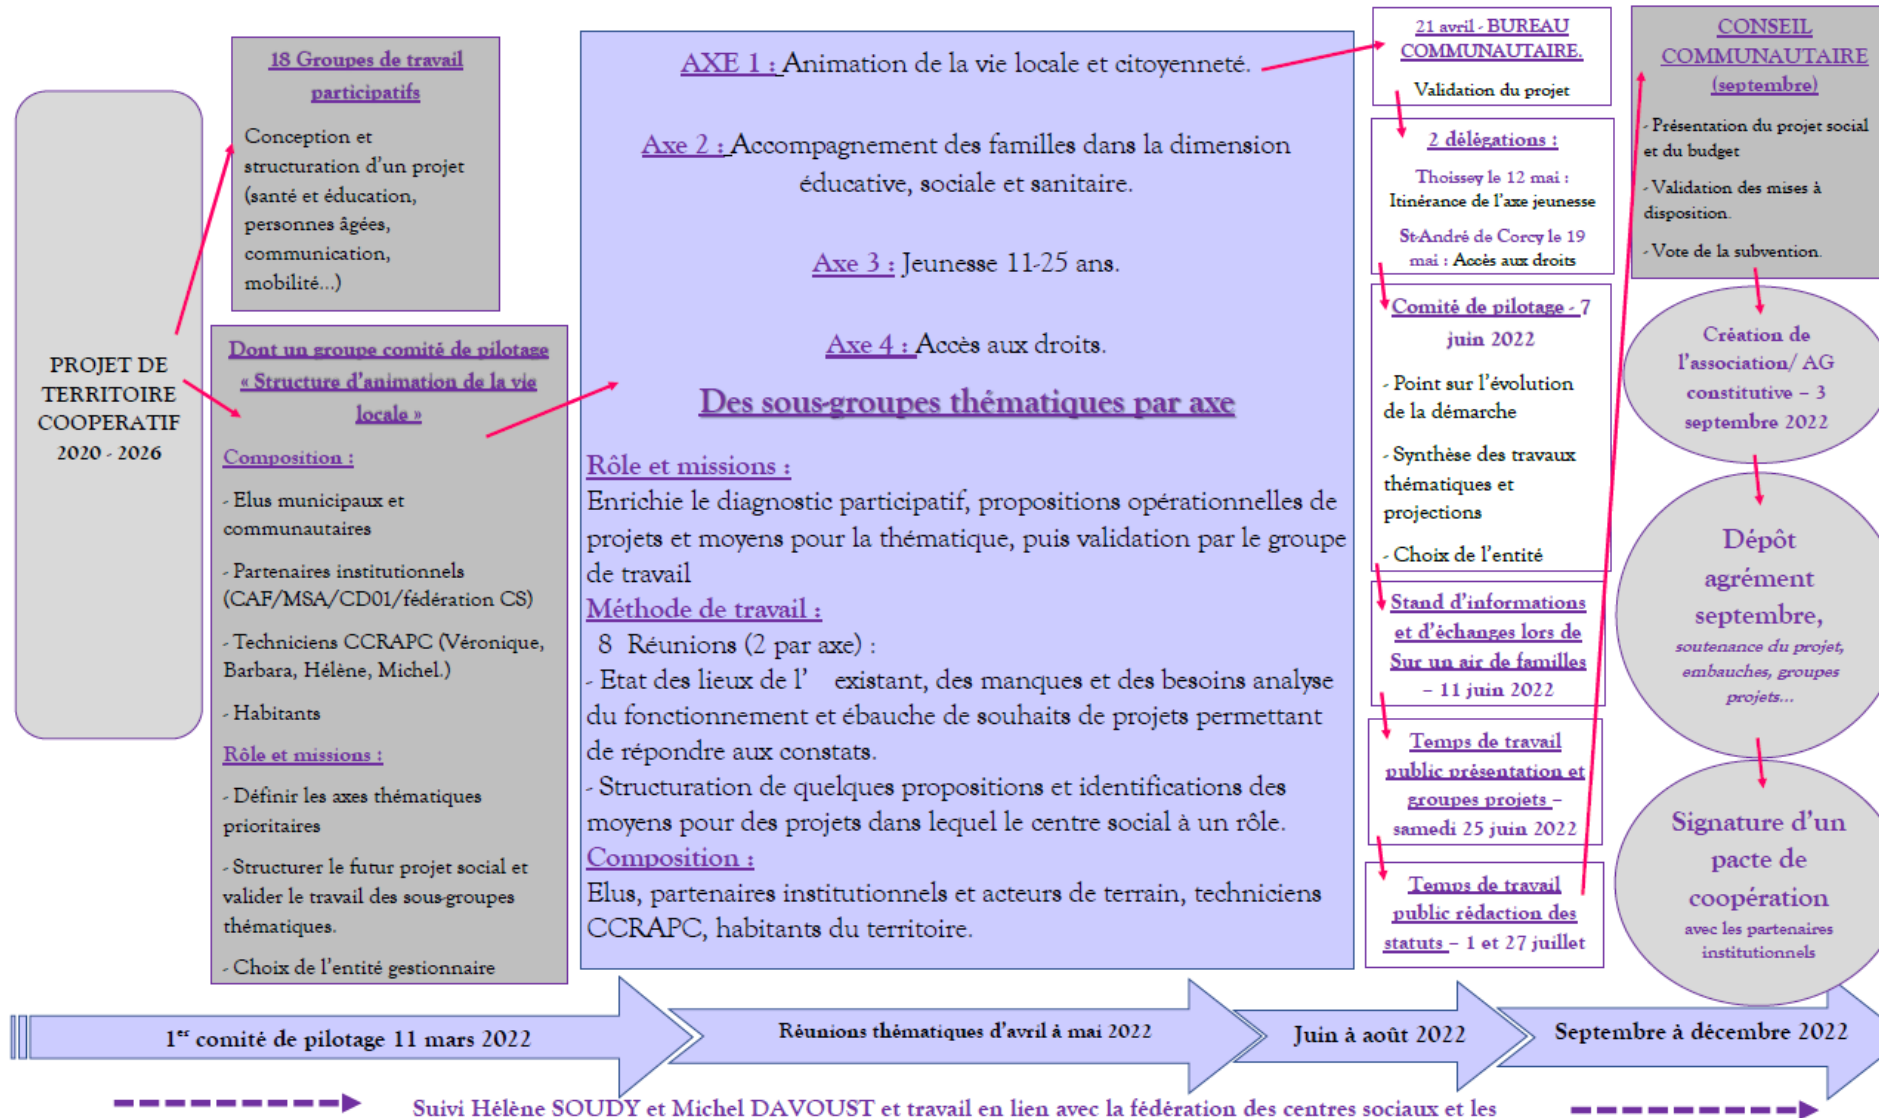 PROJET DE
TERRITOIRE
COOPERATIF
2020 - 2026
18 Groupes de travail
participatifs
Conception et
structuration d'un projet
(santé et éducation,
personnes âgées,
communication,
mobilité...)
Dont un groupe comité de pilotage
« Structure d'animation de la vie
locale »
Composition :
- Elus municipaux et
communautaires
- Partenaires institutionnels
(CAF/MSA/CD01/fédération CS)
- Techniciens CCRAPC (Véronique,
Barbara, Hélène, Michel.)
- Habitants
Rôle et missions :
- Définir les axes thématiques
prioritaires
- Structurer le futur projet social et
valider le travail des sous-groupes
thématiques.
- Choix de l'entité gestionnaire
AXE 1 : Animation de la vie locale et citoyenneté.
Axe 2 : Accompagnement des familles dans la dimension
éducative, sociale et sanitaire.
Axe 3 : Jeunesse 11-25 ans.
Axe 4 : Accès aux droits.
Des sous-groupes thématiques par axe
Rôle et missions :
Enrichie le diagnostic participatif, propositions opérationnelles de
projets et moyens pour la thématique, puis validation par le groupe
de travail
Méthode de travail :
8 Réunions (2 par axe) :
- Etat des lieux de l' existant, des manques et des besoins analyse
du fonctionnement et ébauche de souhaits de projets permettant
de répondre aux constats.
- Structuration de quelques propositions et identifications des
moyens pour des projets dans lequel le centre social à un rôle.
Composition :
Elus, partenaires institutionnels et acteurs de terrain, techniciens
CCRAPC, habitants du territoire.
21 avril - BUREAU
COMMUNAUTAIRE.
Validation du projet
2 délégations :
Thoissey le 12 mai :
Itinérance de l'axe jeunesse
St-André de Corcy le 19
mai : Accès aux droits
Comité de pilotage - 7
juin 2022
- Point sur l'évolution
de la démarche
- Synthèse des travaux
thématiques et
projections
- Choix de l'entité
Stand d'informations
et d'échanges lors de
Sur un air de familles
– 11 juin 2022
Temps de travail
public présentation et
groupes projets –
samedi 25 juin 2022
Temps de travail
public rédaction des
statuts – 1 et 27 juillet
CONSEIL
COMMUNAUTAIRE
(septembre)
- Présentation du projet social
et du budget
- Validation des mises à
disposition.
- Vote de la subvention.
Création de
l'association/ AG
constitutive – 3
septembre 2022
Dépôt
agrément
septembre,
soutenance du projet,
embauches, groupes
projets...
Signature d'un
pacte de
coopération
avec les partenaires
institutionnels
1er comité de pilotage 11 mars 2022
Réunions thématiques d'avril à mai 2022
Juin à août 2022
Septembre à décembre 2022
Suivi Hélène SOUDY et Michel DAVOUST et travail en lien avec la fédération des centres sociaux et les